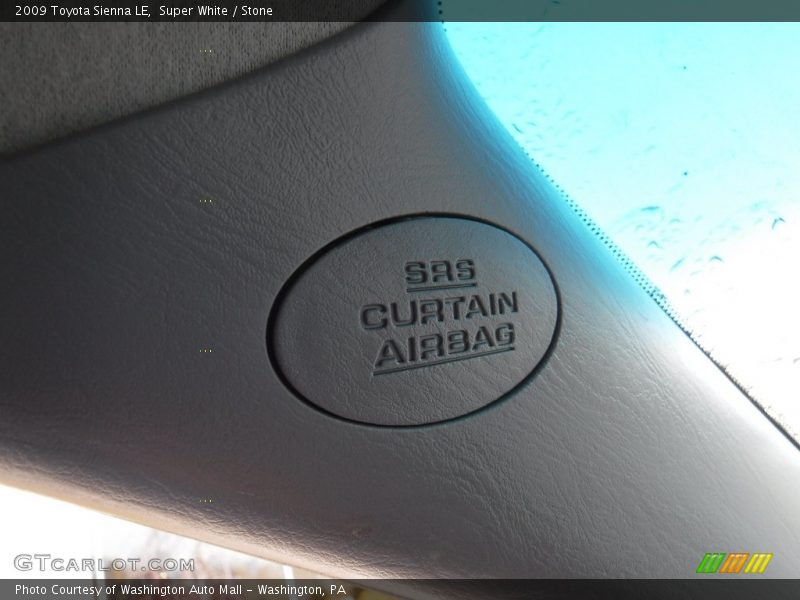 2009 Toyota Sienna LE,  Super White / Stone
SRS
CURTAIN
AIRBAG
GTCARLOT.COM
Photo Courtesy of Washington Auto Mall - Washington, PA